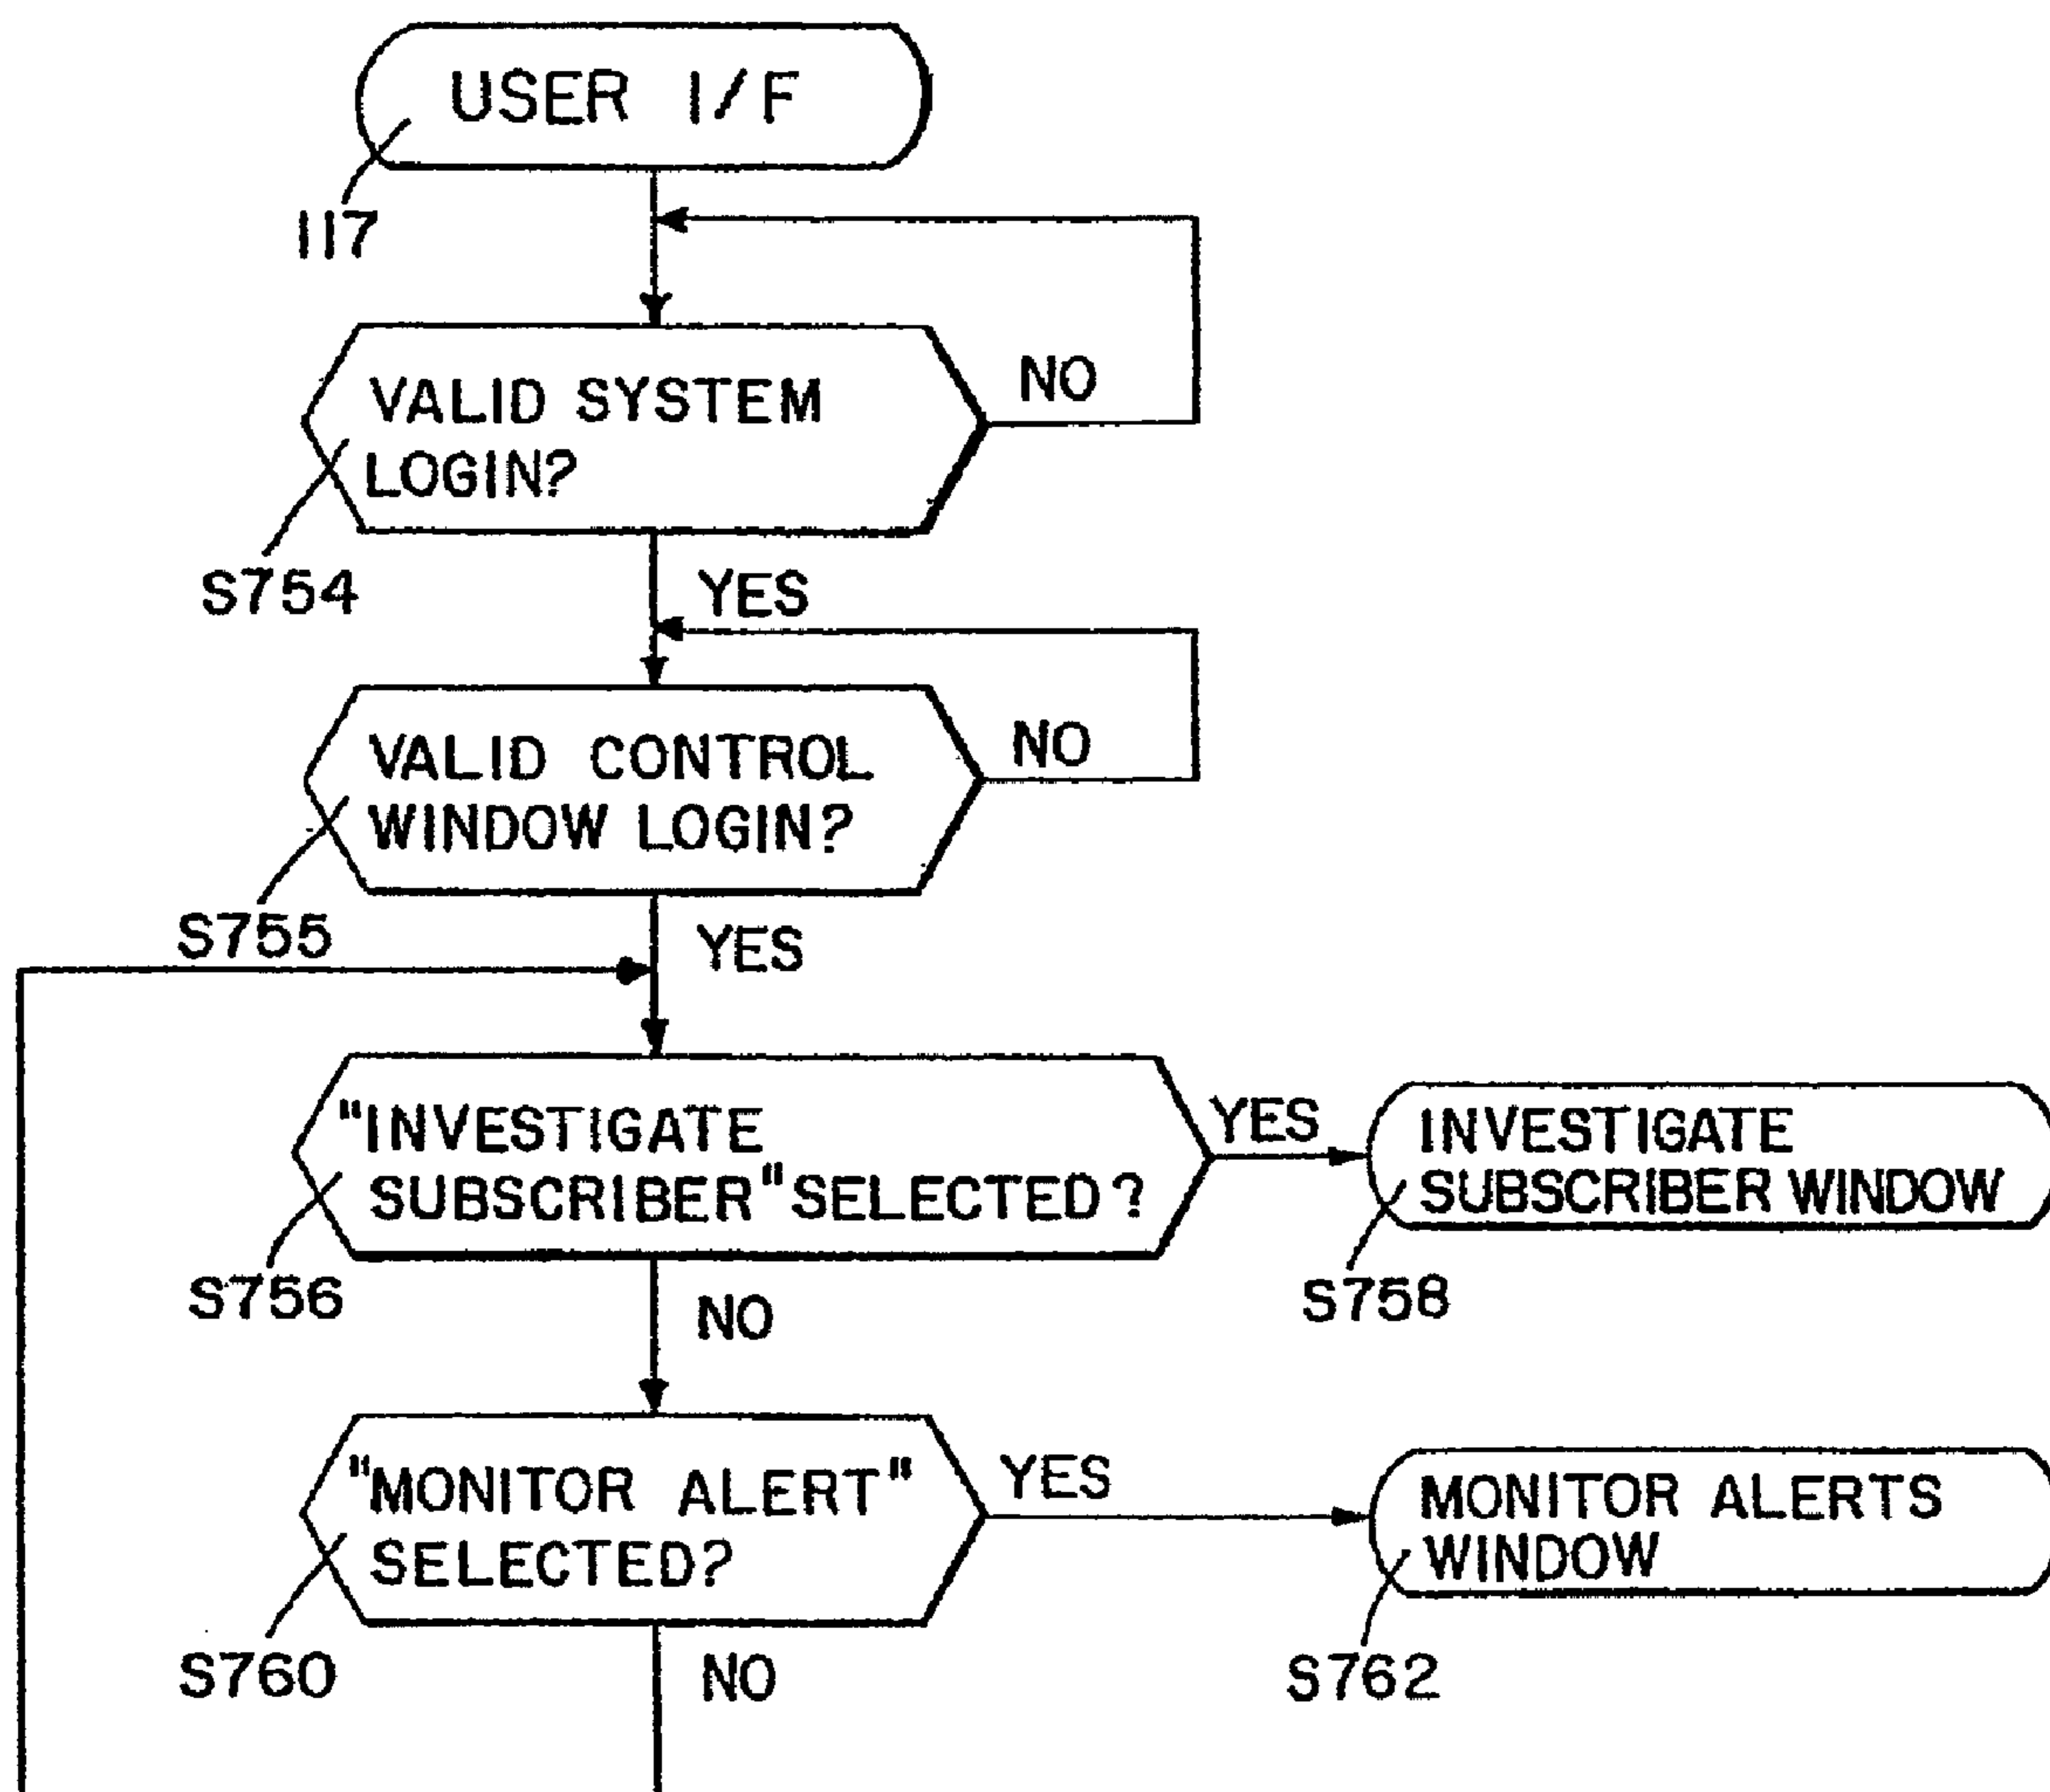 USER I/F
117
VALID SYSTEM
LOGIN?
NO
S754
YES
VALID CONTROL
WINDOW LOGIN?
NO
S755
YES
"INVESTIGATE
SUBSCRIBER" SELECTED?
YES
INVESTIGATE
SUBSCRIBER WINDOW
S756
S758
NO
"MONITOR ALERT"
SELECTED?
YES
MONITOR ALERTS
WINDOW
S760
S762
NO